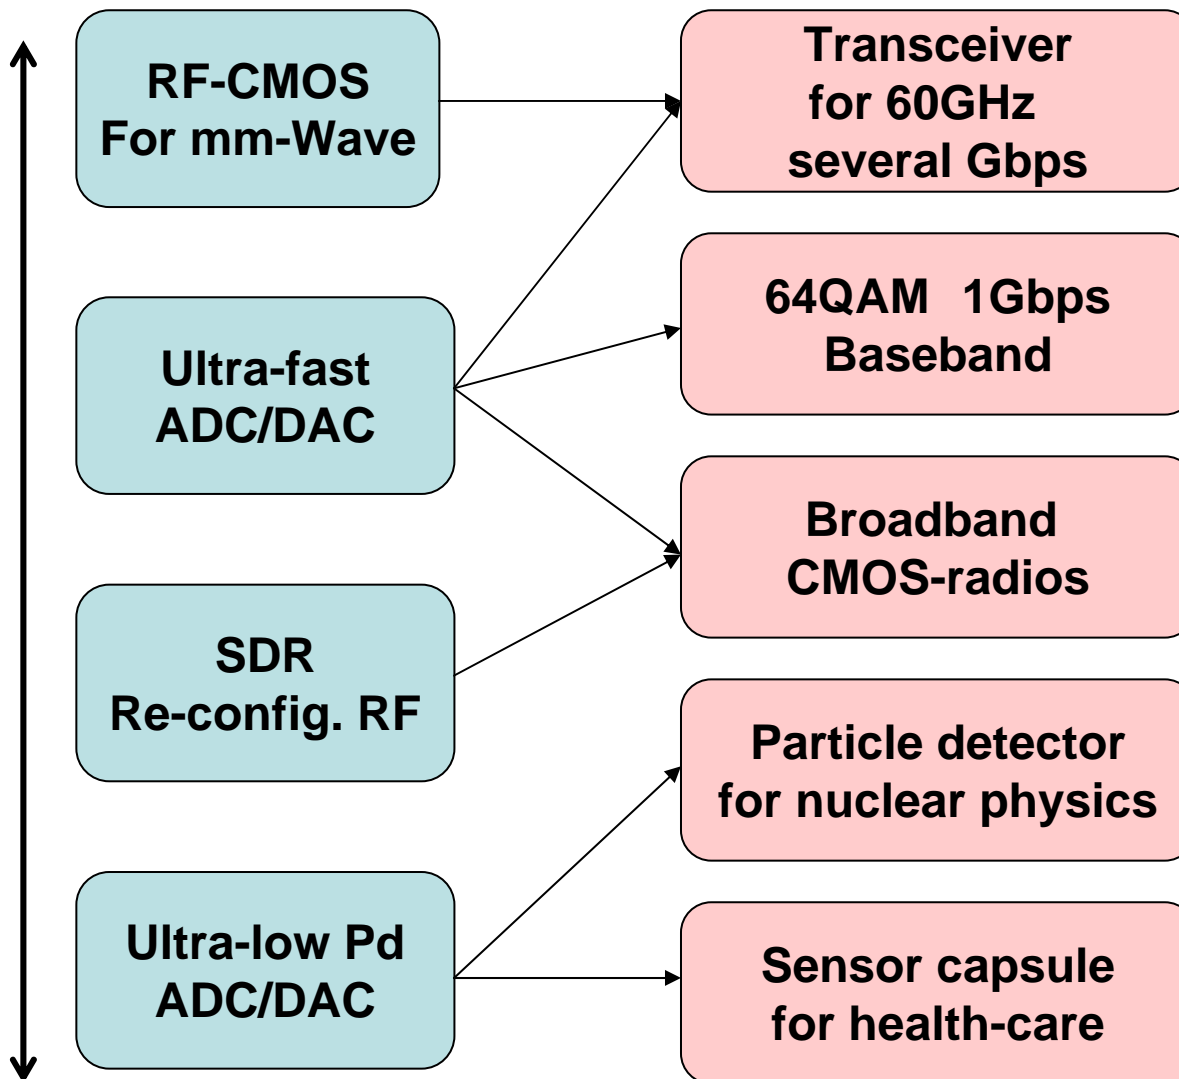 RF-CMOS
For mm-Wave
Ultra-fast
ADC/DAC
SDR
Re-config. RF
Ultra-low Pd
ADC/DAC
Transceiver
for 60GHz
several Gbps
64QAM 1Gbps
Baseband
Broadband
CMOS-radios
Particle detector
for nuclear physics
Sensor capsule
for health-care